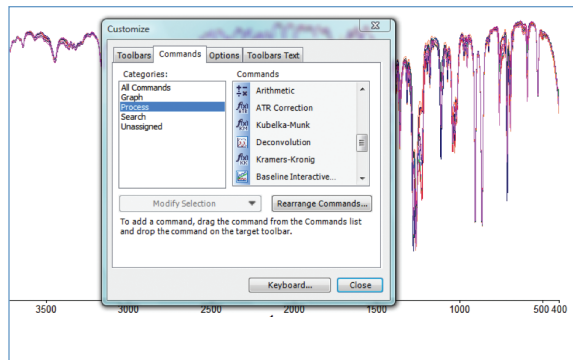 Customize
Toolbars Commands Options Toolbars Text
Categories:
All Commands
Graph
Process
Search
Unassigned
Commands
Arithmetic
ATR Correction
Kubelka-Munk
Deconvolution
Kramers-Kronig
Baseline Interactive...
Modify Selection
Rearrange Commands...
To add a command, drag the command from the Commands list
and drop the command on the target toolbar.
Keyboard... Close
3500 3000 2500 2000 1500 1000 500 400